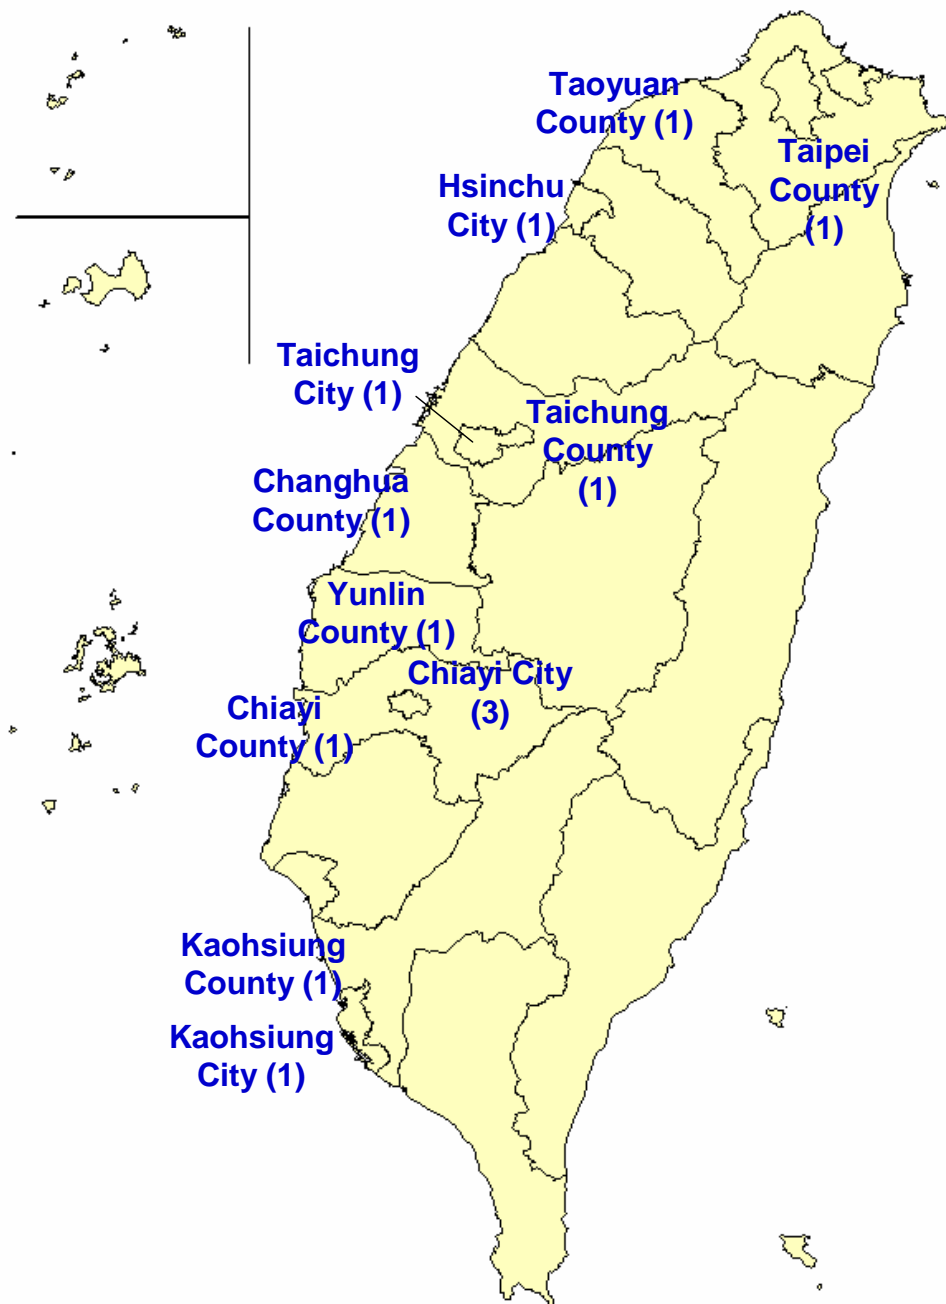 Taoyuan
County (1)
Taipei
County
(1)
Hsinchu
City (1)
Taichung
City (1)
Taichung
County
(1)
Changhua
County (1)
Yunlin
County (1)
Chiayi City
(3)
Chiayi
County (1)
Kaohsiung
County (1)
Kaohsiung
City (1)